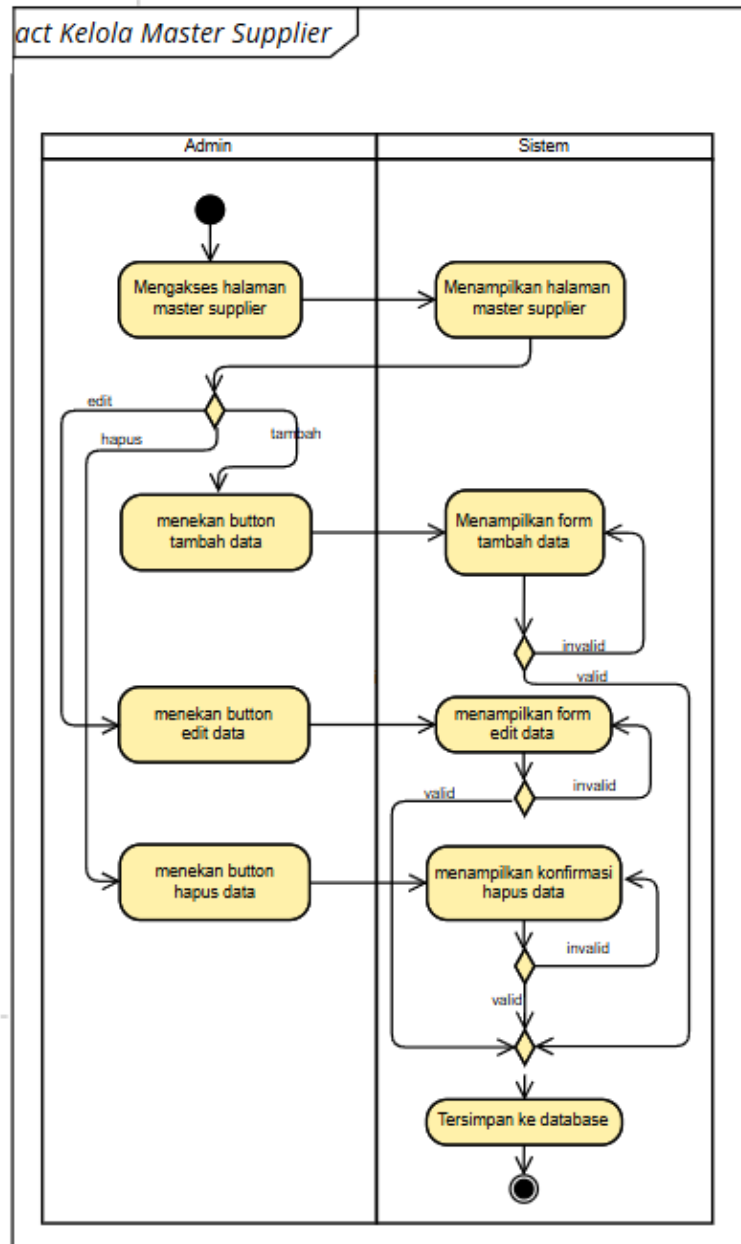 act Kelola Master Supplier
Admin
Sistem
Mengakses halaman
master supplier
Menampilkan halaman
master supplier
edit
hapus
tambah
menekan button
tambah data
Menampilkan form
tambah data
invalid
valid
menekan button
edit data
menampilkan form
edit data
invalid
valid
menekan button
hapus data
menampilkan konfirmasi
hapus data
invalid
valid
Tersimpan ke database